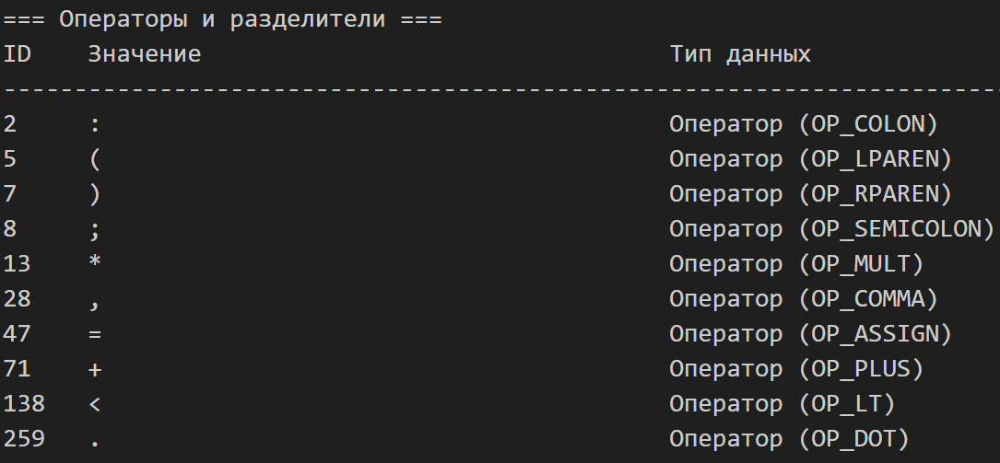 === Операторы и разделители ===
ID Значение Тип данных
-----------------------------------------------------------------------
2 : Оператор (OP_COLON)
5 ( Оператор (OP_LPAREN)
7 ) Оператор (OP_RPAREN)
8 ; Оператор (OP_SEMICOLON)
13 * Оператор (OP_MULT)
28 , Оператор (OP_COMMA)
47 = Оператор (OP_ASSIGN)
71 + Оператор (OP_PLUS)
138 < Оператор (OP_LT)
259 . Оператор (OP_DOT)